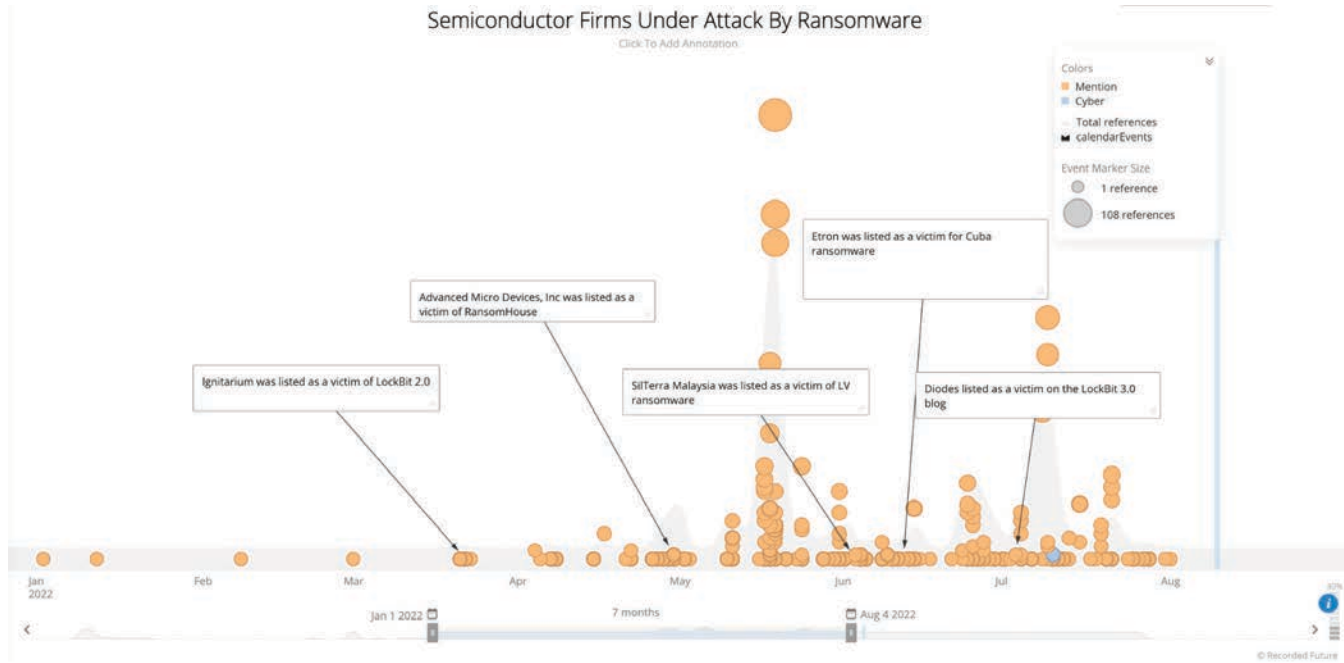 Semiconductor Firms Under Attack By Ransomware
Click To Add Annotation
Colors
Mention
Cyber
Total references
calendarEvents
Event Marker Size
1 reference
108 references
Etron was listed as a victim for Cuba
ransomware
Advanced Micro Devices, Inc was listed as a
victim of RansomHouse
Ignitarium was listed as a victim of LockBit 2.0
SilTerra Malaysia was listed as a victim of LV
ransomware
Diodes listed as a victim on the LockBit 3.0
blog
Jan
2022
Feb
Mar
Apr
May
Jun
Jul
Aug
Jan 1 2022
7 months
Aug 4 2022
© Recorded Future